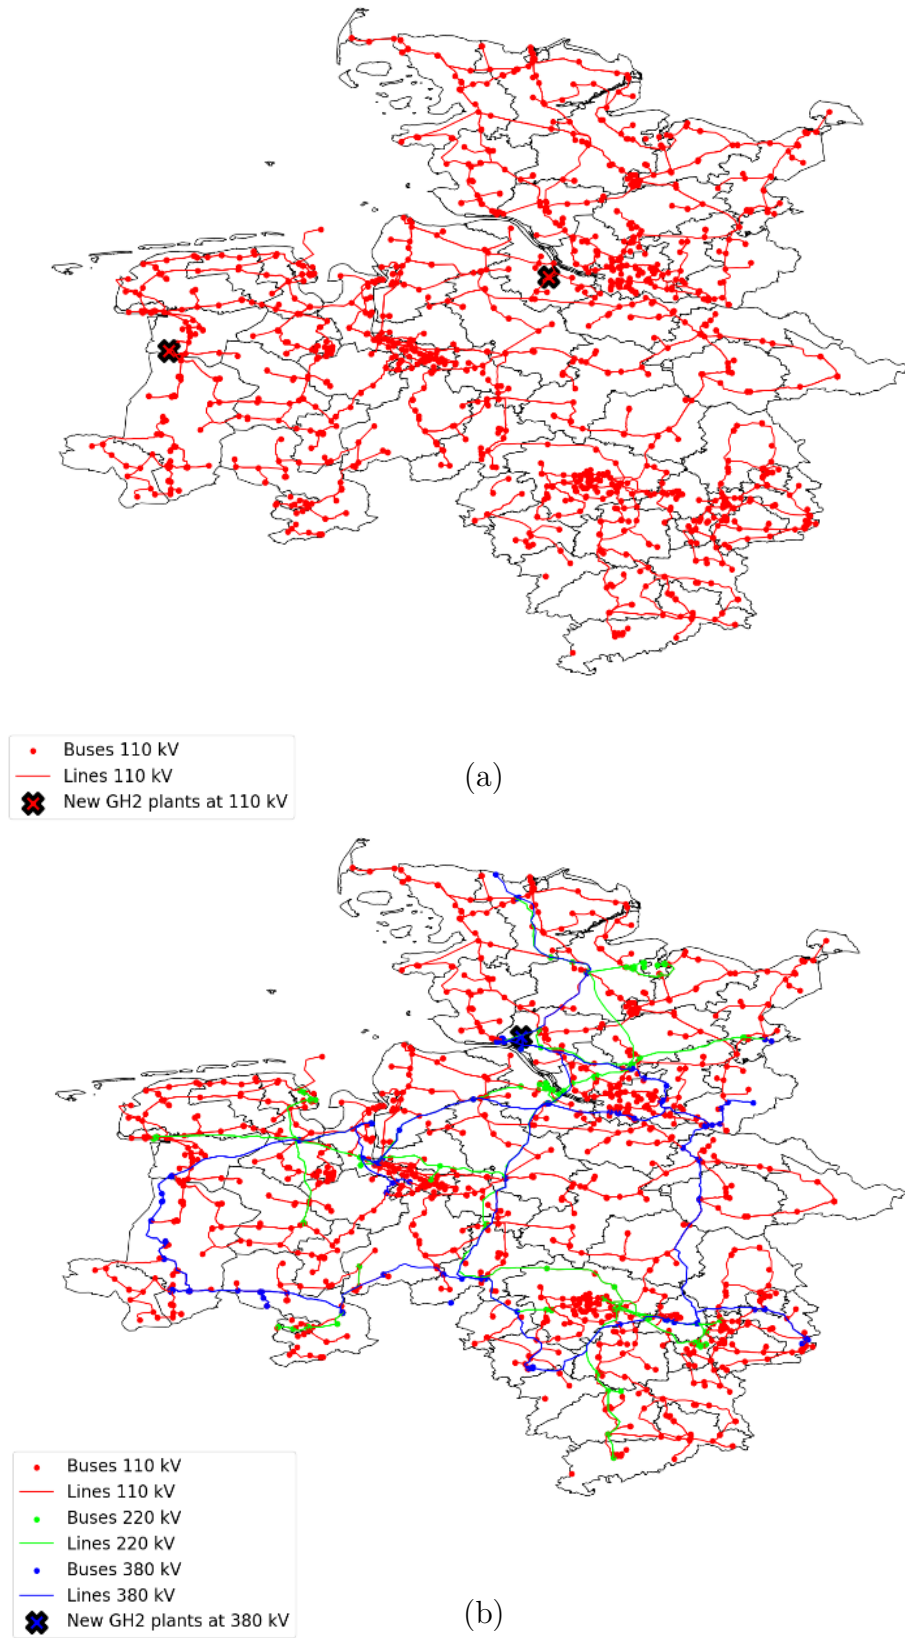 Buses 110 kV
Lines 110 kV
New GH2 plants at 110 kV
(a)
Buses 110 kV
Lines 110 kV
Buses 220 kV
Lines 220 kV
Buses 380 kV
Lines 380 kV
New GH2 plants at 380 kV
(b)